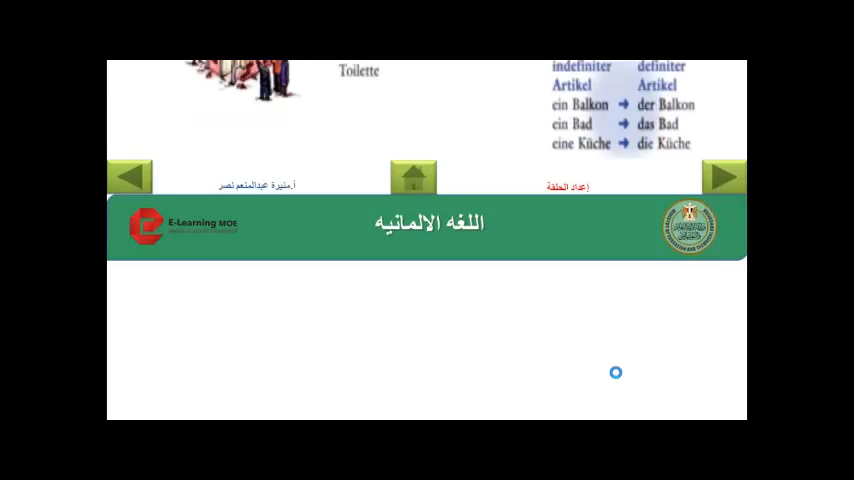 Toilette
indefiniter definiter
Artikel Artikel
ein Balkon → der Balkon
ein Bad → das Bad
eine Küche → die Küche
أ.منيرة عبدالمنعم نصر
إعداد الحلقة
E-Learning MOE
اللغه الالمانيه